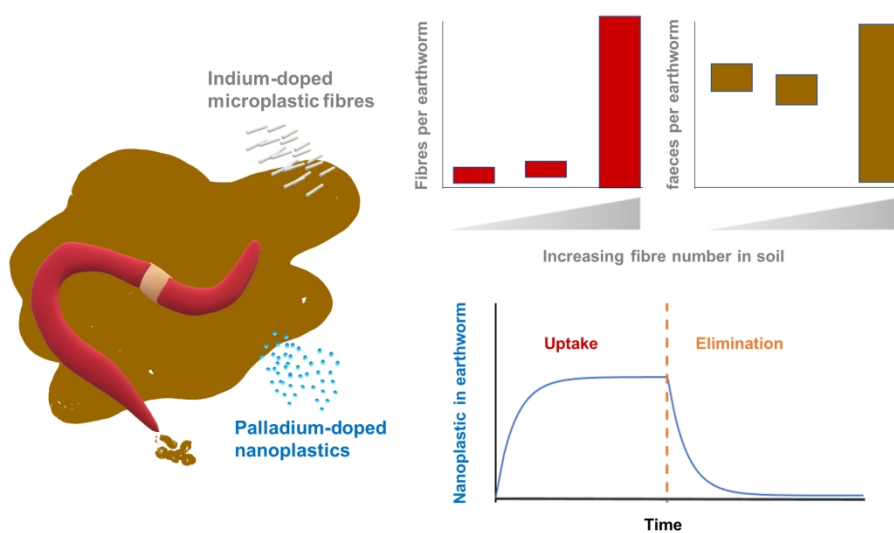 Indium-doped
microplastic fibres
Palladium-doped
nanoplastics
Fibres per earthworm
faeces per earthworm
Increasing fibre number in soil
Nanoplastic in earthworm
Uptake
Elimination
Time